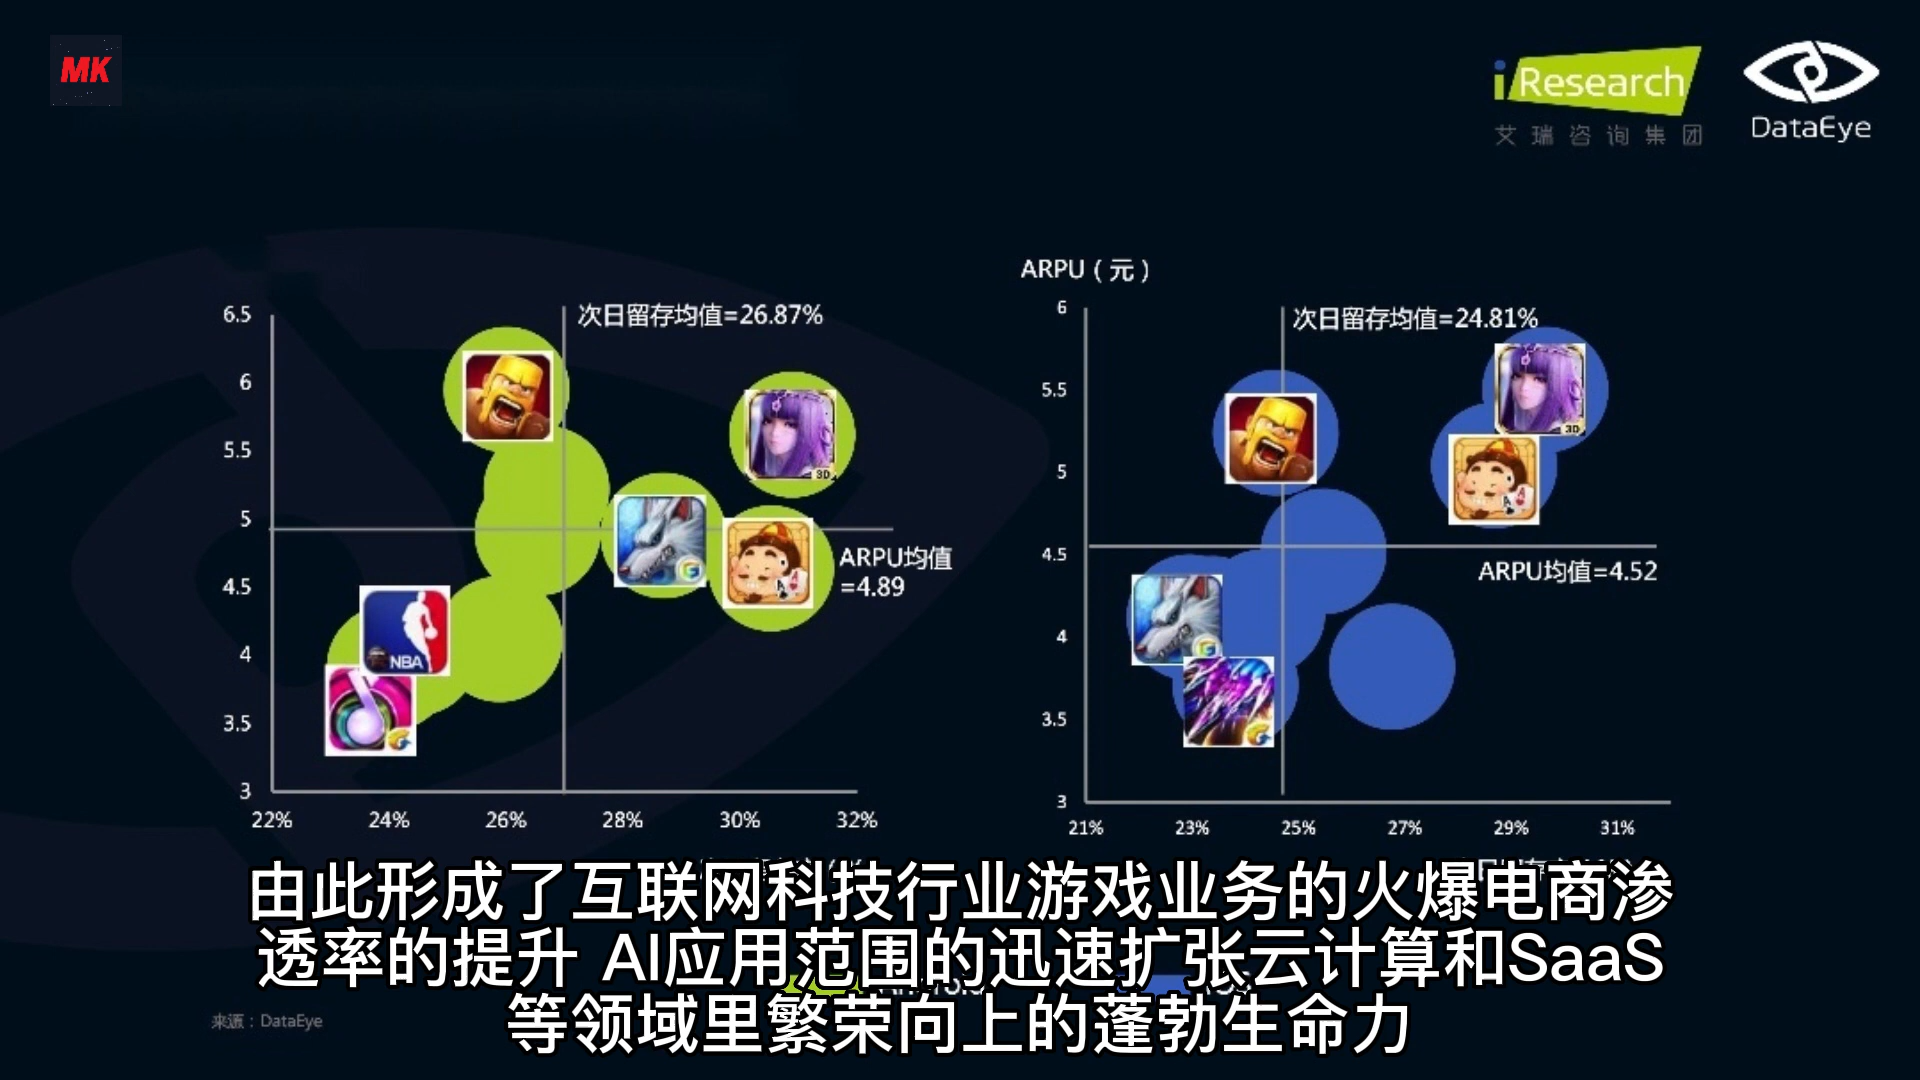 MK
iResearch
艾瑞咨询集团
DataEye
ARPU（元）
次日留存均值=26.87%
6.5
6
5.5
5
4.5
4
3.5
3
22% 24% 26% 28% 30% 32%
ARPU均值
=4.89
NBA
3D
次日留存均值=24.81%
6
5.5
5
4.5
4
3.5
3
21% 23% 25% 27% 29% 31%
ARPU均值=4.52
3D
由此形成了互联网科技行业游戏业务的火爆电商渗
透率的提升 AI应用范围的迅速扩张云计算和SaaS
等领域里繁荣向上的蓬勃生命力
来源：DataEye